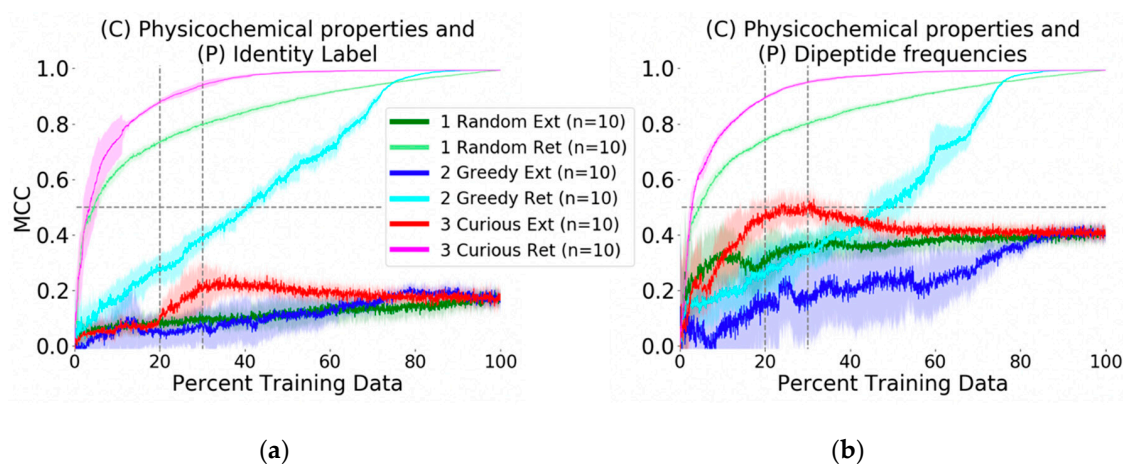 (C) Physicochemical properties and
(P) Identity Label
1.0
0.8
0.6
0.4
0.2
0.0
MCC
0 20 40 60 80 100
Percent Training Data
1 Random Ext (n=10)
1 Random Ret (n=10)
2 Greedy Ext (n=10)
2 Greedy Ret (n=10)
3 Curious Ext (n=10)
3 Curious Ret (n=10)
(a)
(C) Physicochemical properties and
(P) Dipeptide frequencies
1.0
0.8
0.6
0.4
0.2
0.0
0 20 40 60 80 100
Percent Training Data
(b)